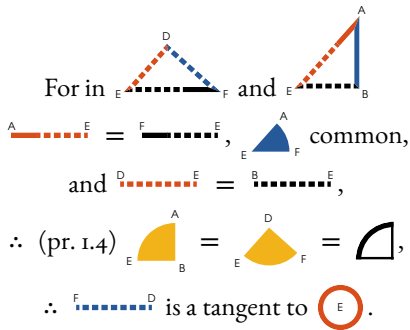 D A
For in E F and E B
A E = F E , A E F common,
and D E = B E ,
∴ (pr. 1.4) A E B = D E F = ,
∴ F D is a tangent to E .